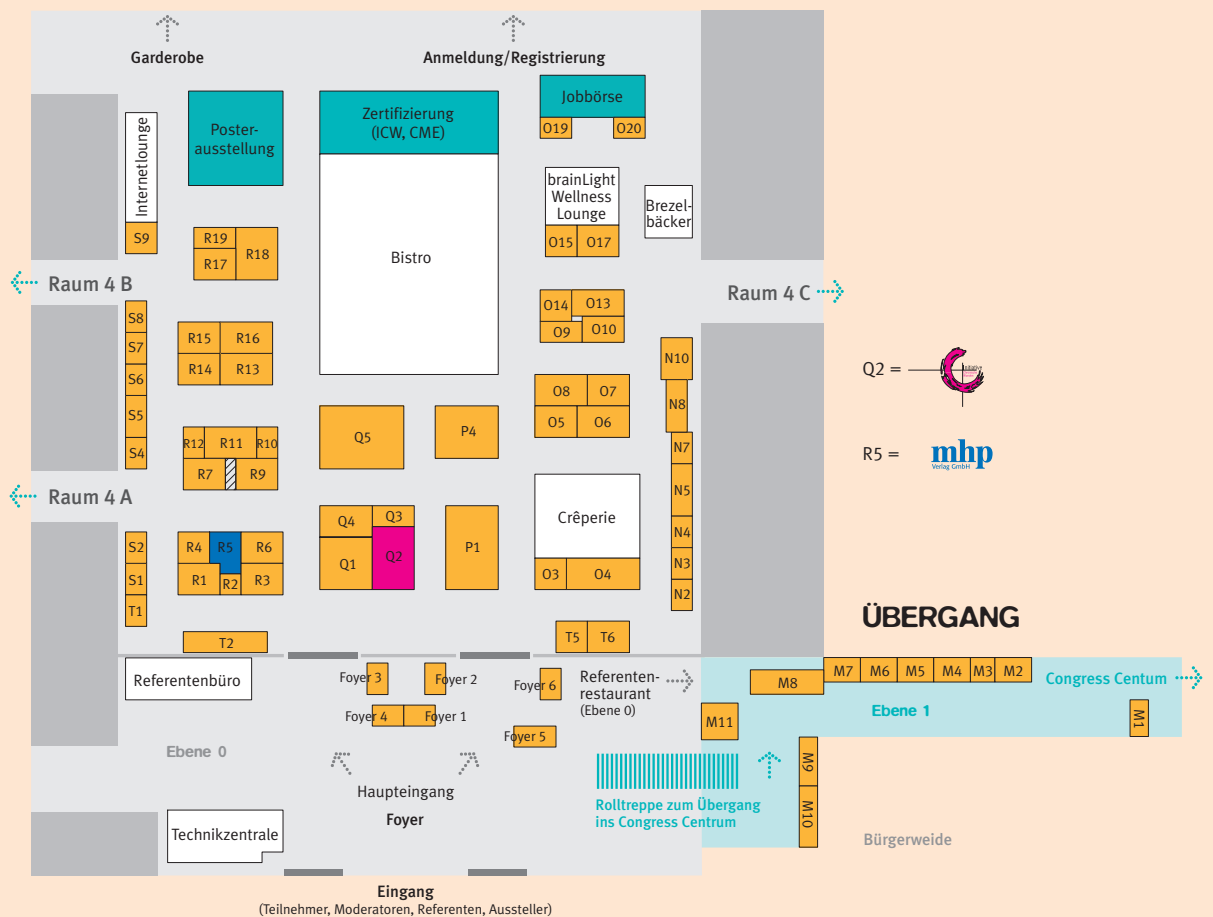 Garderobe
Anmeldung/Registrierung
Jobbörse
O19
O20
Zertifizierung
(ICW, CME)
Poster-
ausstellung
Internetlounge
S9
brainLight
Wellness
Lounge
O15
O17
Brezel-
bäcker
R19
R17
R18
Bistro
Raum 4 B
Raum 4 C
O14
O13
O9
O10
S8
S7
S6
S5
S4
R15
R16
R14
R13
N10
N8
N7
N5
N4
N3
N2
Q2 =
R5 =
mhp
Verlag GmbH
O8
O7
O5
O6
Q5
P4
R12
R11
R10
R7
R9
Raum 4 A
Crêperie
O3
O4
Q4
Q3
Q1
Q2
P1
S2
S1
T1
R4
R5
R6
R1
R2
R3
T2
T5
T6
ÜBERGANG
Referentenbüro
Foyer 3
Foyer 2
Foyer 6
Foyer 4
Foyer 1
Foyer 5
Referenten-
restaurant
(Ebene 0)
M8
M7
M6
M5
M4
M3
M2
Congress Centum
M11
Ebene 1
M1
M9
M10
Ebene 0
Haupteingang
Foyer
Rolltreppe zum Übergang
ins Congress Centum
Technikzentrale
Bürgerweide
Eingang
(Teilnehmer, Moderatoren, Referenten, Aussteller)